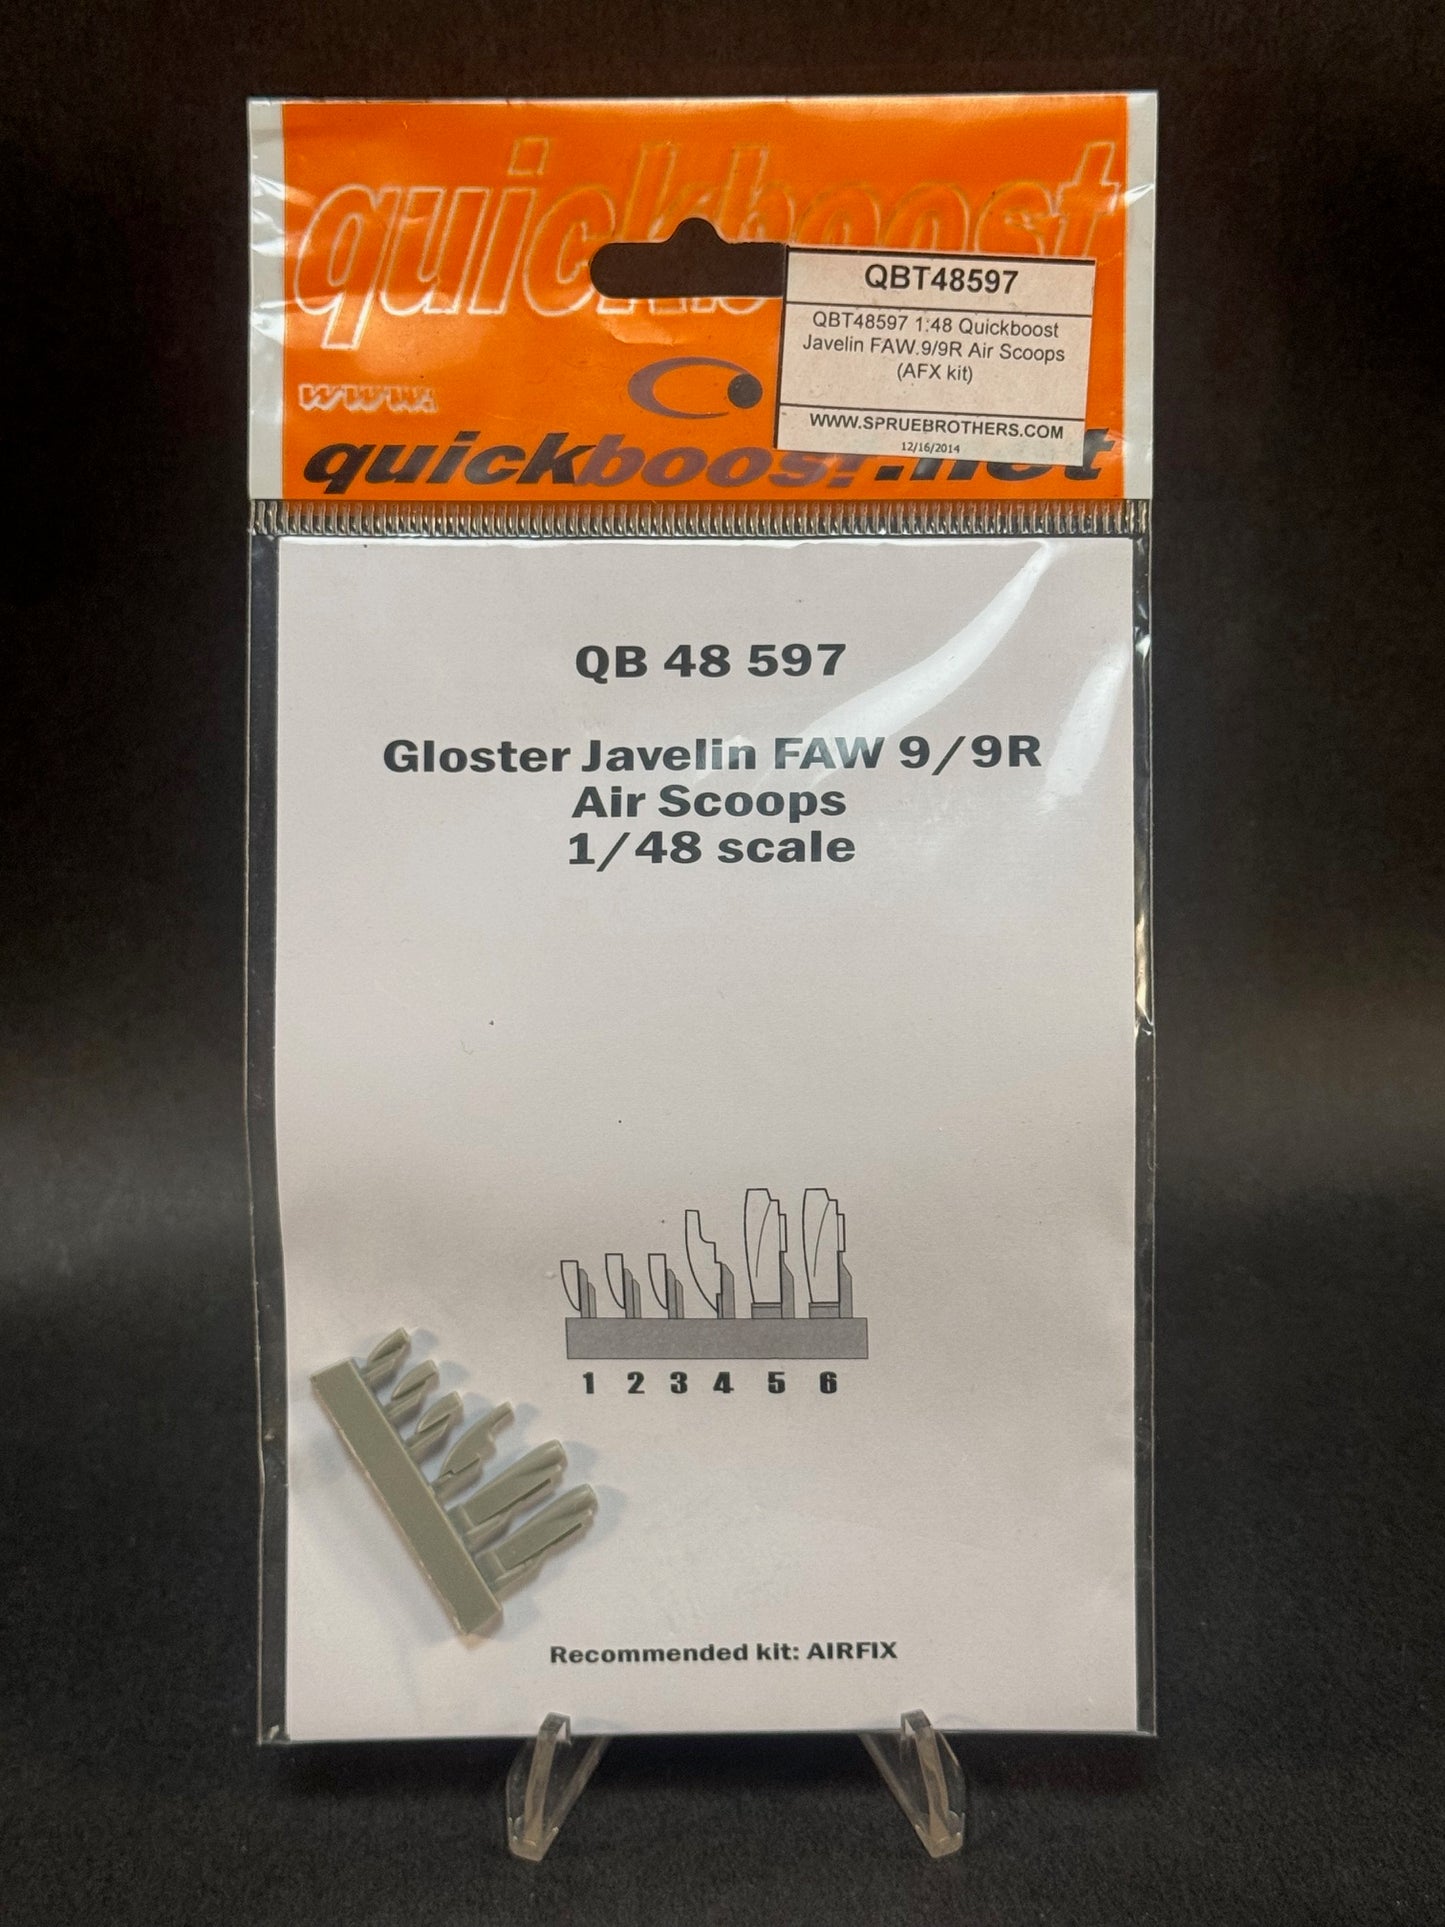 quickboost
QBT48597
QBT48597 1:48 Quickboost
Javelin FAW.9/9R Air Scoops
(AFX kit)
WWW.SPRUEBROTHERS.COM
12/16/2014
www.
quickboost.net
QB 48 597
Gloster Javelin FAW 9/9R
Air Scoops
1/48 scale
1 2 3 4 5 6
Recommended kit: AIRFIX